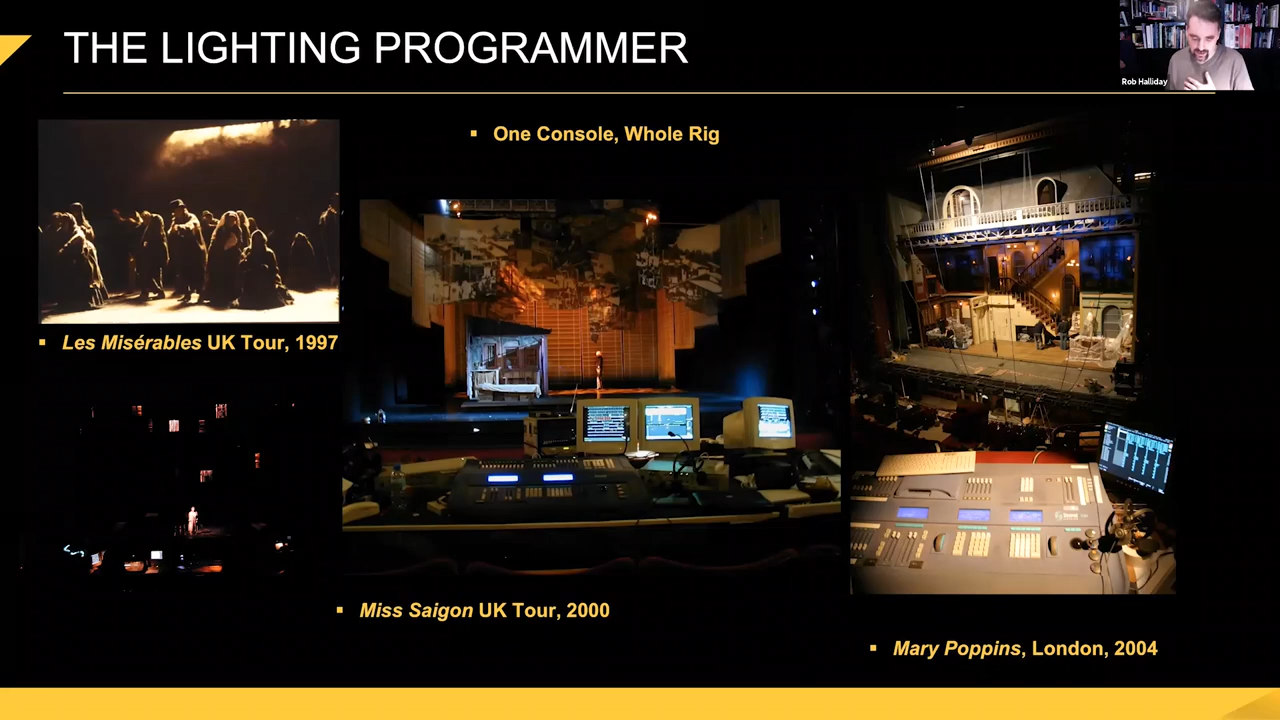 THE LIGHTING PROGRAMMER
Rob Halliday
▪ One Console, Whole Rig
▪ Les Misérables UK Tour, 1997
▪ Miss Saigon UK Tour, 2000
▪ Mary Poppins, London, 2004